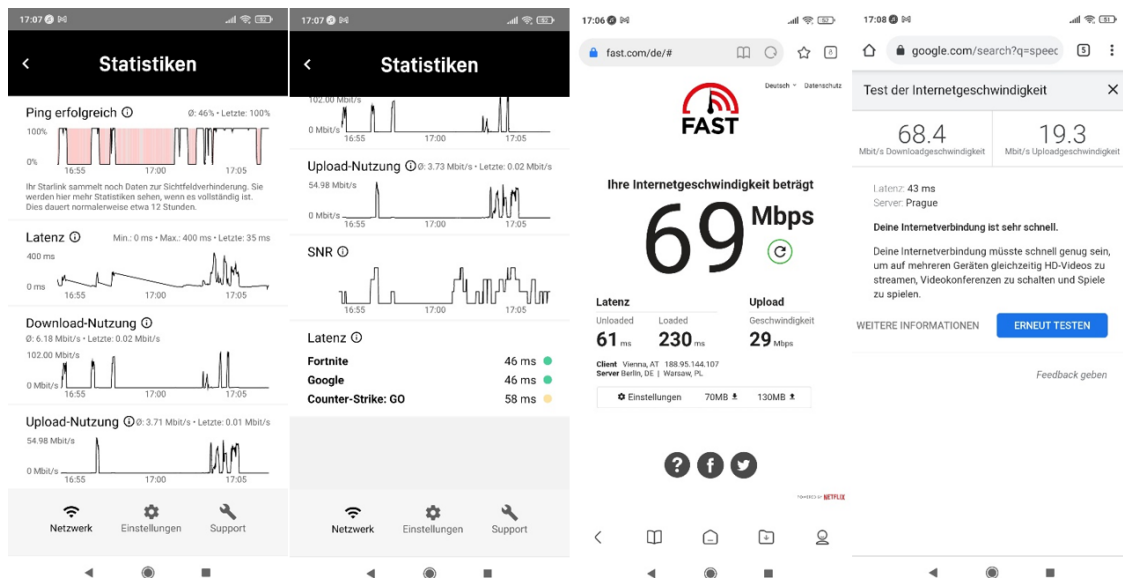 17:07
52
Statistiken
Ping erfolgreich
Ø: 46% • Letzte: 100%
100%
0%
16:55 17:00 17:05
Ihr Starlink sammelt noch Daten zur Sichtfeldverhinderung. Sie
werden hier mehr Statistiken sehen, wenn es vollständig ist.
Dies dauert normalerweise etwa 12 Stunden.
Latenz
Min.: 0 ms • Max.: 400 ms • Letzte: 35 ms
400 ms
0 ms
16:55 17:00 17:05
Download-Nutzung
Ø: 6.18 Mbit/s • Letzte: 0.02 Mbit/s
102.00 Mbit/s
0 Mbit/s
16:55 17:00 17:05
Upload-Nutzung
Ø: 3.71 Mbit/s • Letzte: 0.01 Mbit/s
54.98 Mbit/s
0 Mbit/s
16:55 17:00 17:05
Netzwerk Einstellungen Support
17:07
52
Statistiken
102.00 Mbit/s
0 Mbit/s
16:55 17:00 17:05
Upload-Nutzung
Ø: 3.73 Mbit/s • Letzte: 0.02 Mbit/s
54.98 Mbit/s
0 Mbit/s
16:55 17:00 17:05
SNR
16:55 17:00 17:05
Latenz
Fortnite 46 ms
Google 46 ms
Counter-Strike: GO 58 ms
Netzwerk Einstellungen Support
17:06
52
fast.com/de/#
Deutsch Datenschutz
FAST
Ihre Internetgeschwindigkeit beträgt
69 Mbps
Latenz Upload
Unloaded Loaded Geschwindigkeit
61 ms 230 ms 29 Mbps
Client Vienna, AT 188.95.144.107
Server Berlin, DE | Warsaw, PL
Einstellungen 70MB 130MB
POWERED BY NETFLIX
17:08
51
google.com/search?q=speec
5
Test der Internetgeschwindigkeit
68.4 19.3
Mbit/s Downloadgeschwindigkeit Mbit/s Uploadgeschwindigkeit
Latenz: 43 ms
Server: Prague
Deine Internetverbindung ist sehr schnell.
Deine Internetverbindung müsste schnell genug sein,
um auf mehreren Geräten gleichzeitig HD-Videos zu
streamen, Videokonferenzen zu schalten und Spiele
zu spielen.
WEITERE INFORMATIONEN ERNEUT TESTEN
Feedback geben